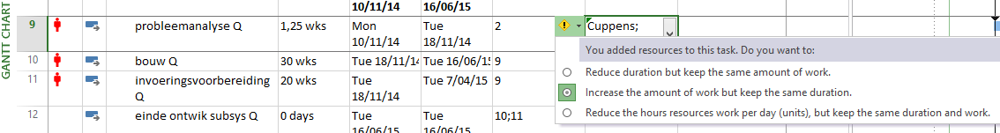 GANTT CHART
10/11/14 16/06/15
9 probleemanalyse Q 1,25 wks Mon 10/11/14 Tue 18/11/14 2 Cuppens;
You added resources to this task. Do you want to:
10 bouw Q 30 wks Tue 18/11/14 Tue 16/06/15 9
Reduce duration but keep the same amount of work.
11 invoeringsvoorbereiding Q 20 wks Tue 18/11/14 Tue 7/04/15 9
Increase the amount of work but keep the same duration.
12 einde ontwik subsys Q 0 days Tue 16/06/15 Tue 16/06/15 10;11
Reduce the hours resources work per day (units), but keep the same duration and work.